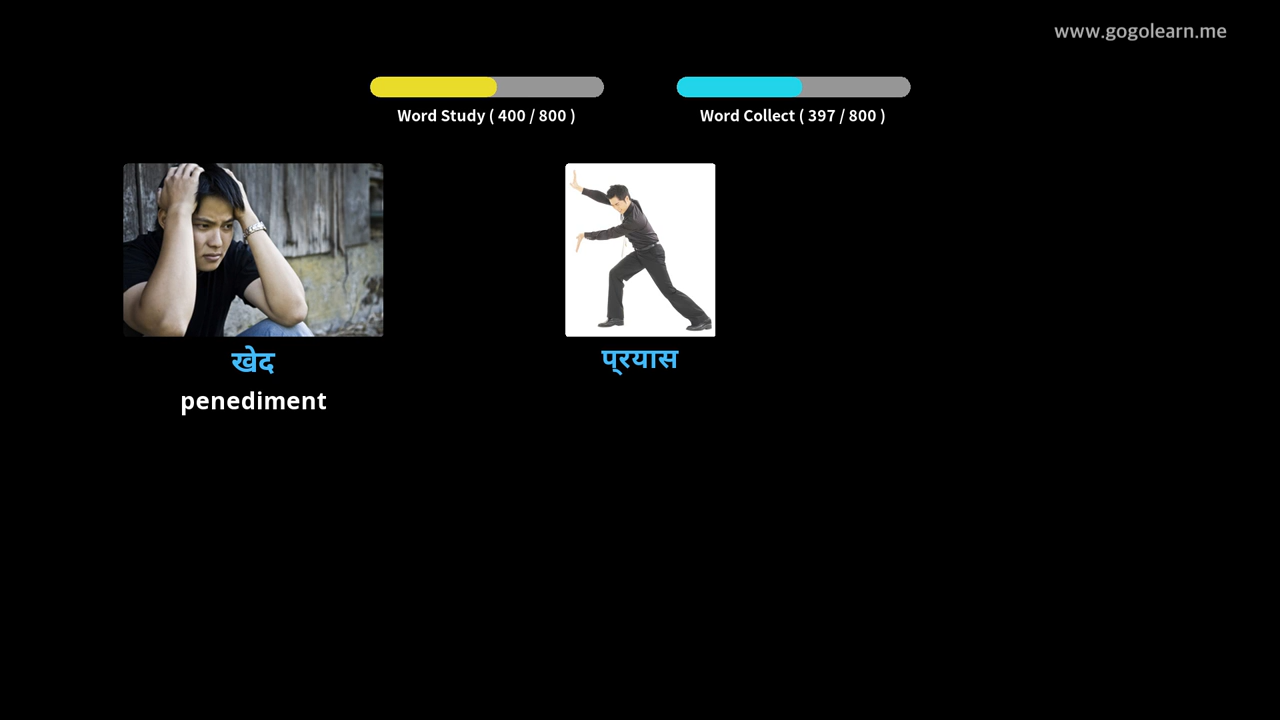 www.gogolearn.me
Word Study ( 400 / 800 )
Word Collect ( 397 / 800 )
खेद
penediment
प्रयास